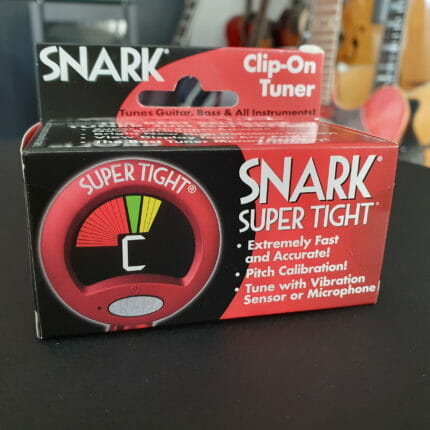 SNARK®
Clip-On
Tuner
Tunes Guitar, Bass & All Instruments!
SUPER TIGHT®
C
SNARK®
SUPER TIGHT®
• Extremely Fast
and Accurate!
• Pitch Calibration!
• Tune with Vibration
Sensor or Microphone